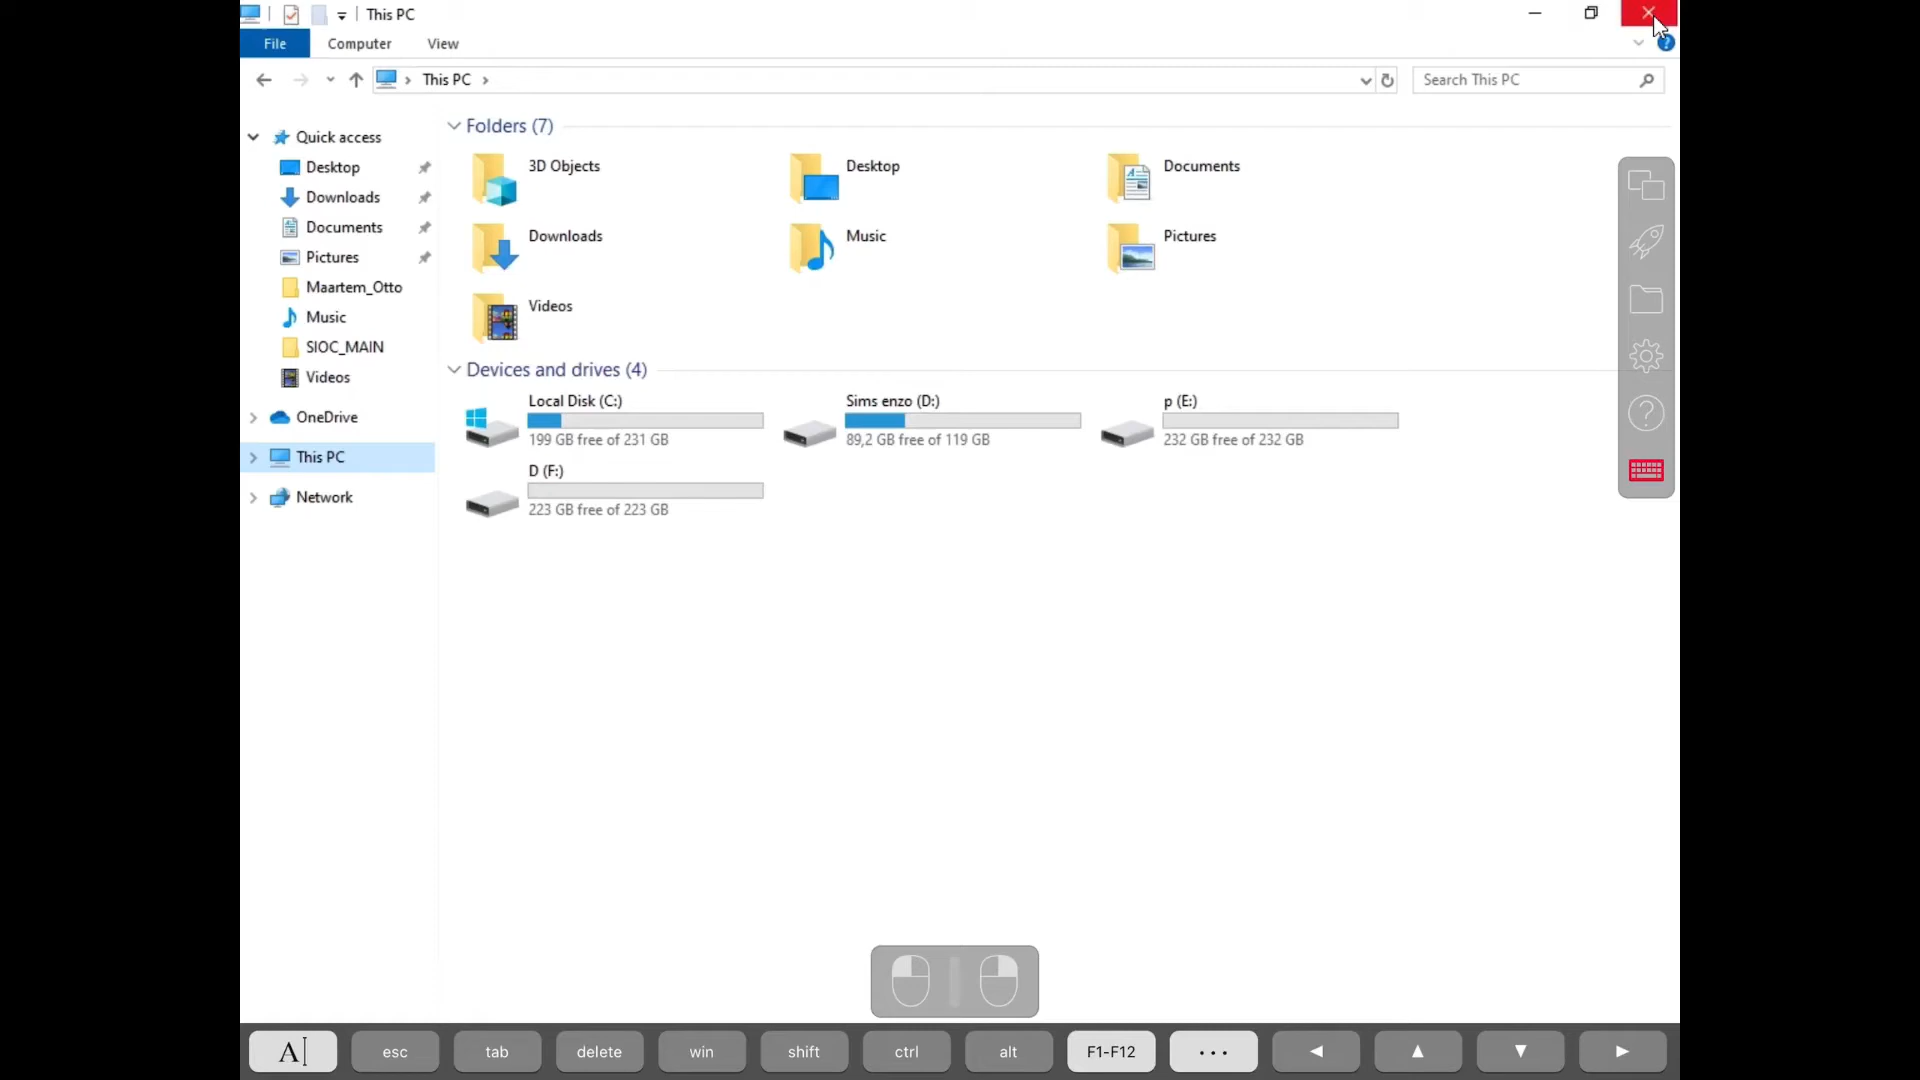 This PC
File Computer View
This PC
Search This PC
Quick access
Desktop
Downloads
Documents
Pictures
Maartem_Otto
Music
SIOC_MAIN
Videos
OneDrive
This PC
Network
Folders (7)
3D Objects
Desktop
Documents
Downloads
Music
Pictures
Videos
Devices and drives (4)
Local Disk (C:)
199 GB free of 231 GB
Sims enzo (D:)
89,2 GB free of 119 GB
p (E:)
232 GB free of 232 GB
D (F:)
223 GB free of 223 GB
A esc tab delete win shift ctrl alt F1-F12 ...